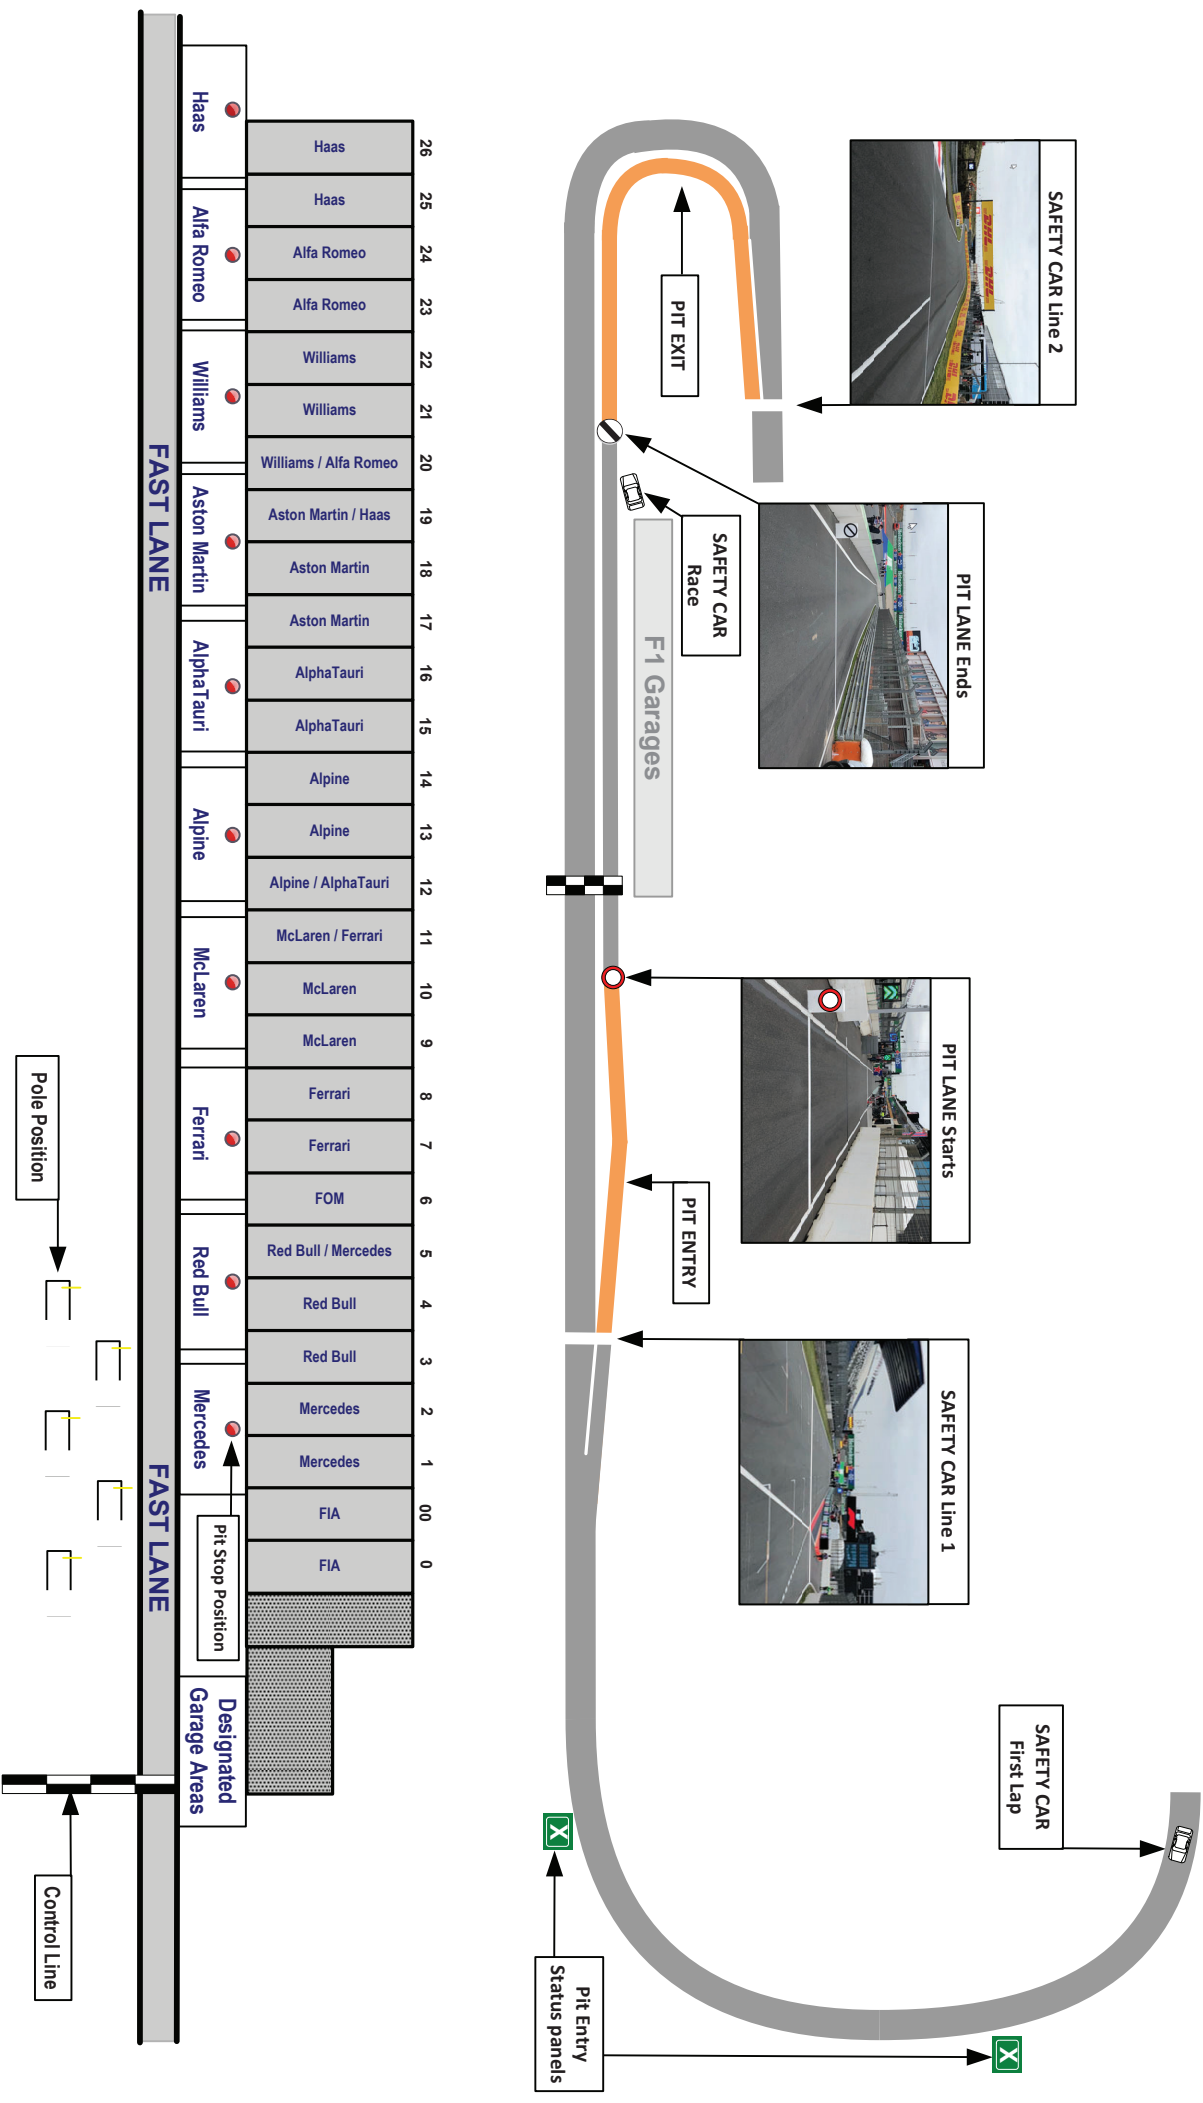 SAFETY CAR Line 2
PIT LANE Ends
PIT LANE Starts
SAFETY CAR Line 1
SAFETY CAR
First Lap
PIT EXIT
SAFETY CAR
Race
PIT ENTRY
F1 Garages
DHL
DHL
X
X
Pit Entry
Status panels
26
25
24
23
22
21
20
19
18
17
16
15
14
13
12
11
10
9
8
7
6
5
4
3
2
1
00
0
Haas
Haas
Alfa Romeo
Alfa Romeo
Williams
Williams
Williams / Alfa Romeo
Aston Martin / Haas
Aston Martin
Aston Martin
AlphaTauri
AlphaTauri
Alpine
Alpine
Alpine / AlphaTauri
McLaren / Ferrari
McLaren
McLaren
Ferrari
Ferrari
FOM
Red Bull / Mercedes
Red Bull
Red Bull
Mercedes
Mercedes
FIA
FIA
Haas
Alfa Romeo
Williams
Aston Martin
AlphaTauri
Alpine
McLaren
Ferrari
Red Bull
Mercedes
Pit Stop Position
Designated
Garage Areas
FAST LANE
FAST LANE
Pole Position
Control Line